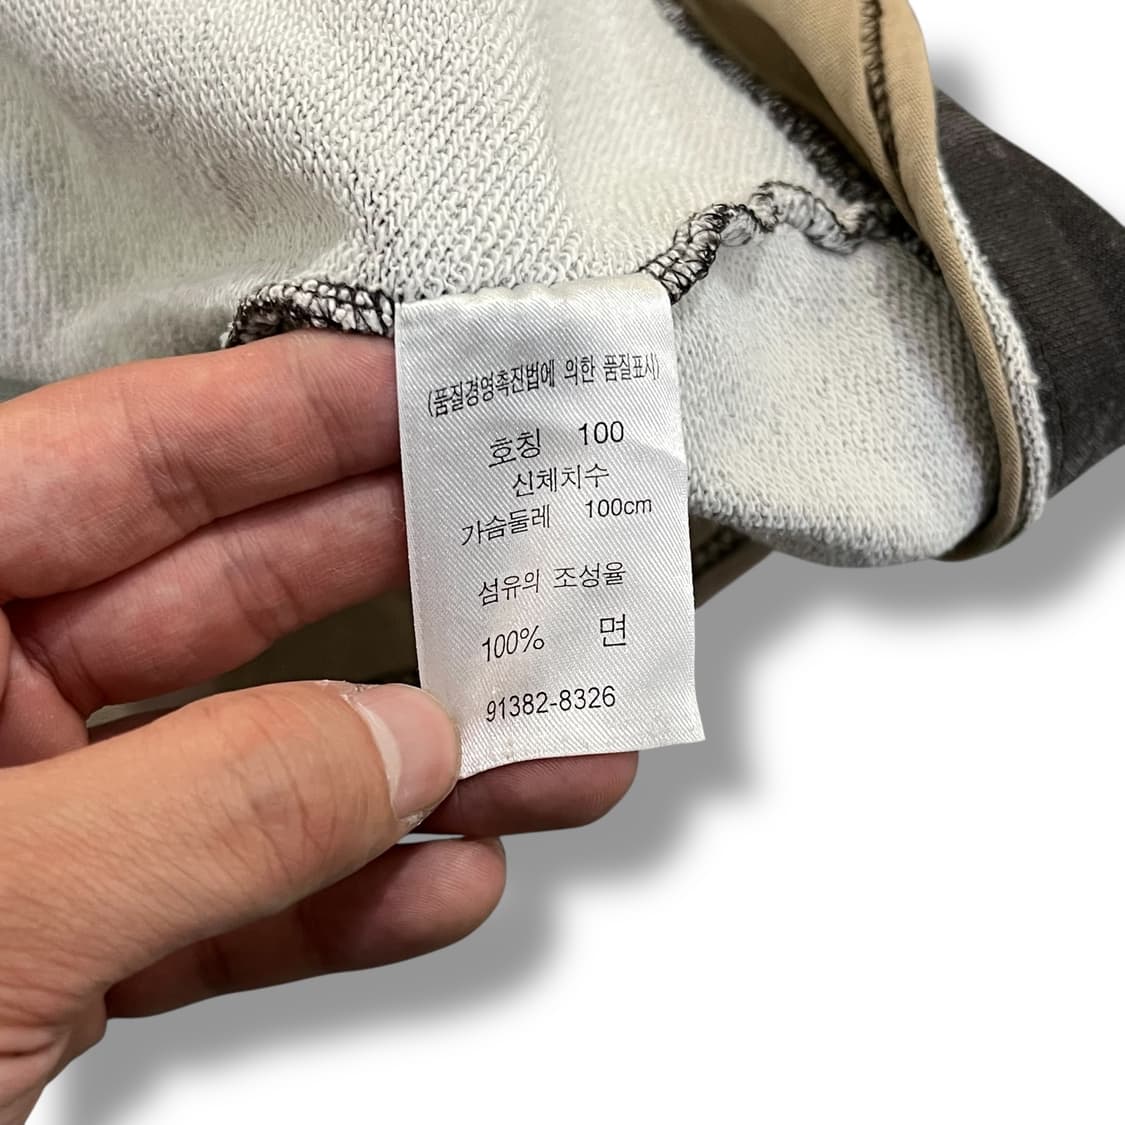 (품질경영촉진법에 의한 품질표시)
호칭 100
신체치수
가슴둘레 100cm
섬유의 조성율
100% 면
91382-8326